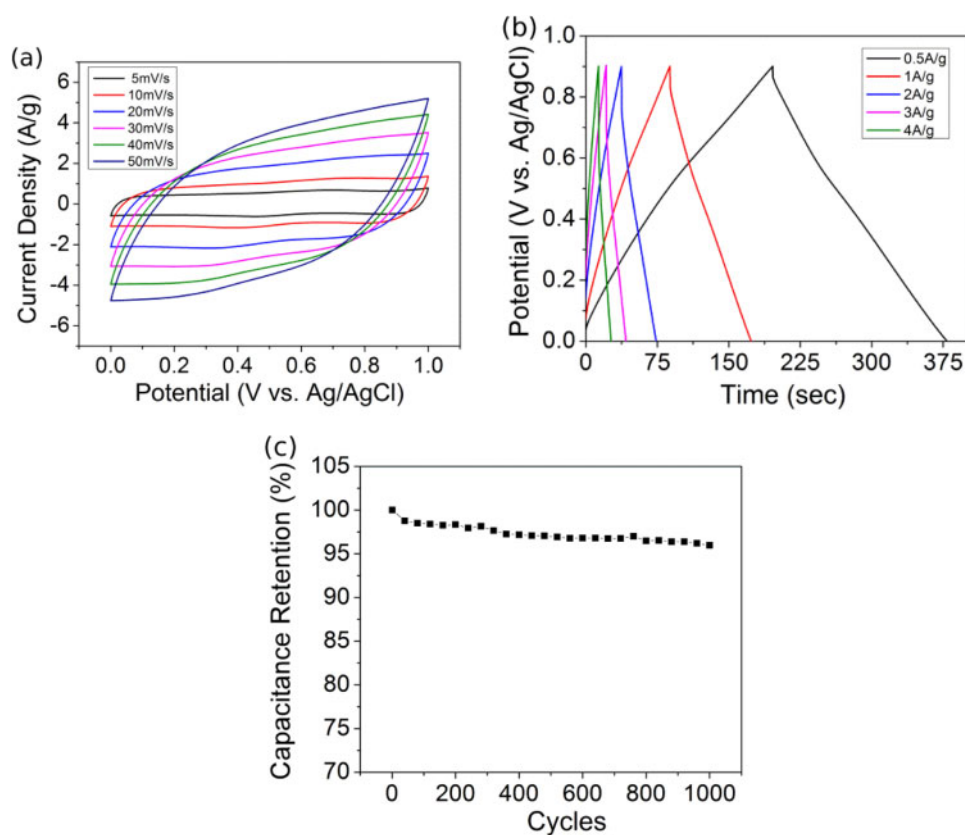 (a)
5mV/s
10mV/s
20mV/s
30mV/s
40mV/s
50mV/s
6
4
2
0
-2
-4
-6
Current Density (A/g)
0.0 0.2 0.4 0.6 0.8 1.0
Potential (V vs. Ag/AgCl)
(b)
0.5A/g
1A/g
2A/g
3A/g
4A/g
1.0
0.8
0.6
0.4
0.2
0.0
Potential (V vs. Ag/AgCl)
0 75 150 225 300 375
Time (sec)
(c)
105
100
95
90
85
80
75
70
Capacitance Retention (%)
0 200 400 600 800 1000
Cycles